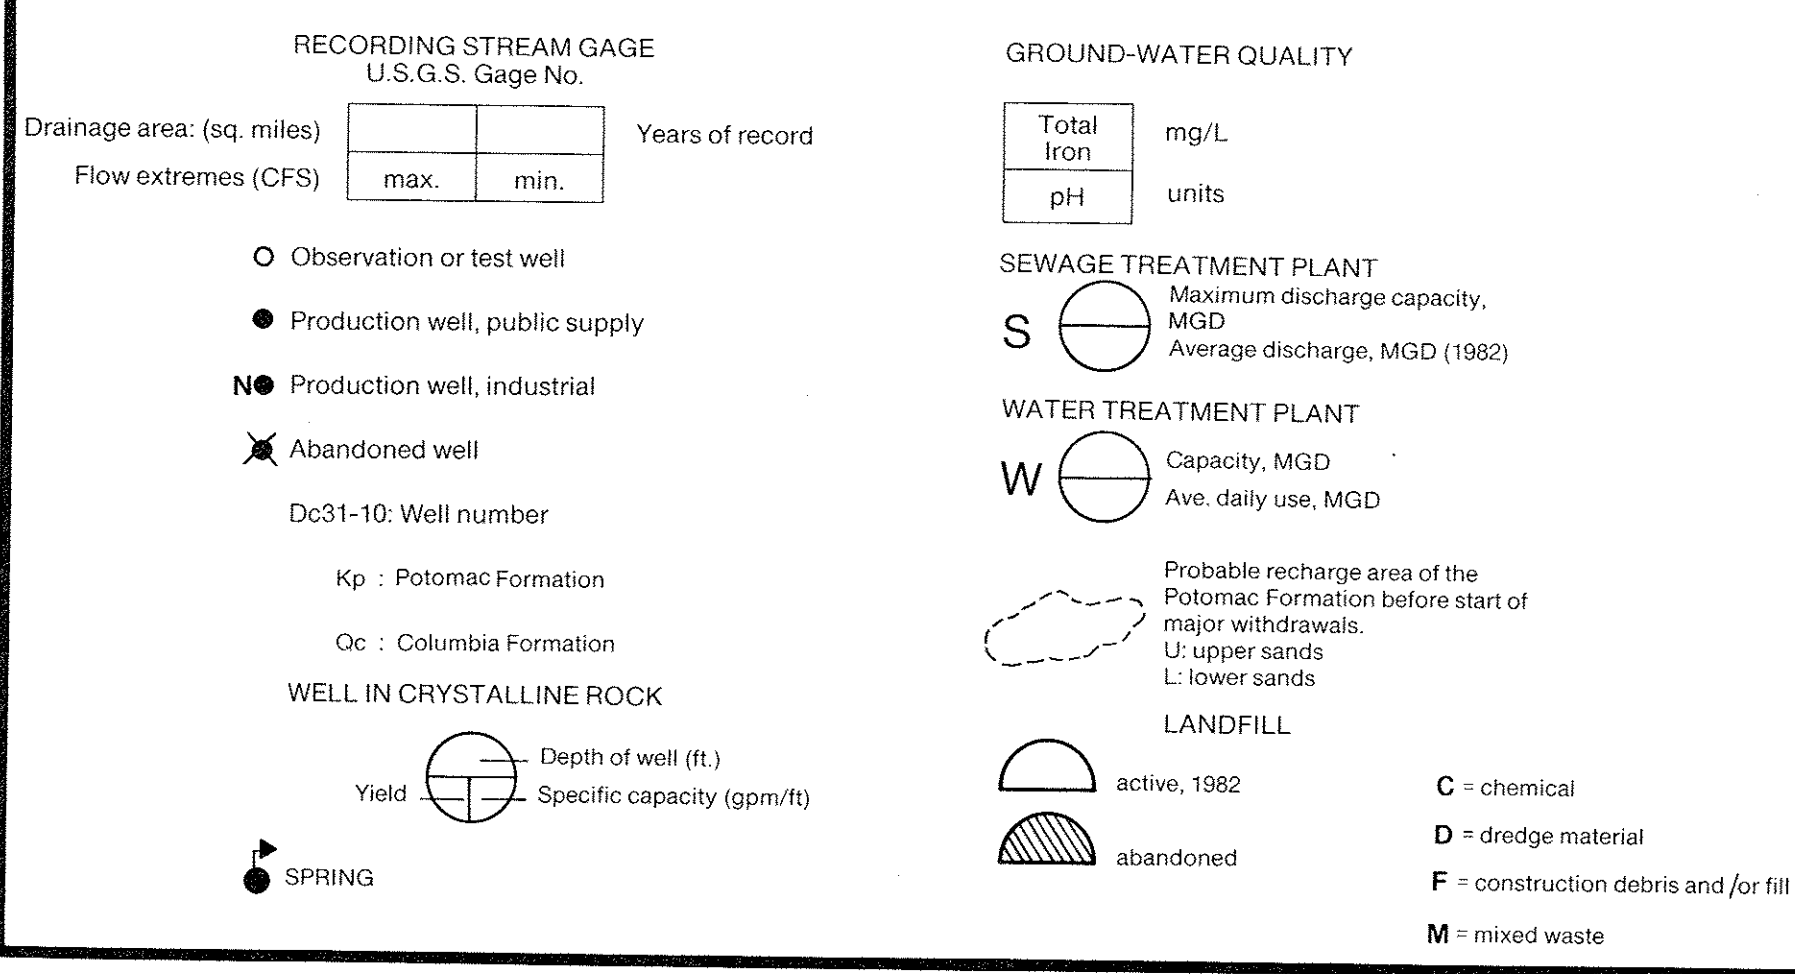 RECORDING STREAM GAGE
U.S.G.S. Gage No.
Drainage area: (sq. miles)
Years of record
Flow extremes (CFS)
max.
min.
Observation or test well
Production well, public supply
N Production well, industrial
Abandoned well
Dc31-10: Well number
Kp : Potomac Formation
Qc : Columbia Formation
WELL IN CRYSTALLINE ROCK
Depth of well (ft.)
Yield
Specific capacity (gpm/ft)
SPRING
GROUND-WATER QUALITY
Total
Iron
mg/L
pH
units
SEWAGE TREATMENT PLANT
S
Maximum discharge capacity,
MGD
Average discharge, MGD (1982)
WATER TREATMENT PLANT
W
Capacity, MGD
Ave. daily use, MGD
Probable recharge area of the
Potomac Formation before start of
major withdrawals.
U: upper sands
L: lower sands
LANDFILL
active, 1982
abandoned
C = chemical
D = dredge material
F = construction debris and /or fill
M = mixed waste